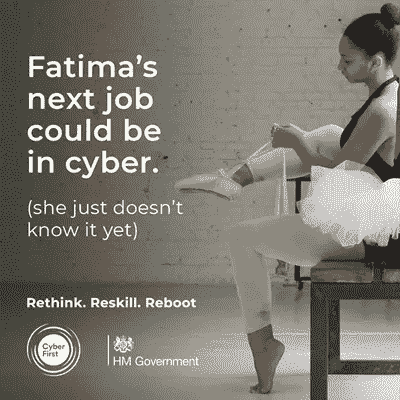 Fatima’s
next job
could be
in cyber.
(she just doesn’t
know it yet)
Rethink. Reskill. Reboot
Cyber
First
HM Government